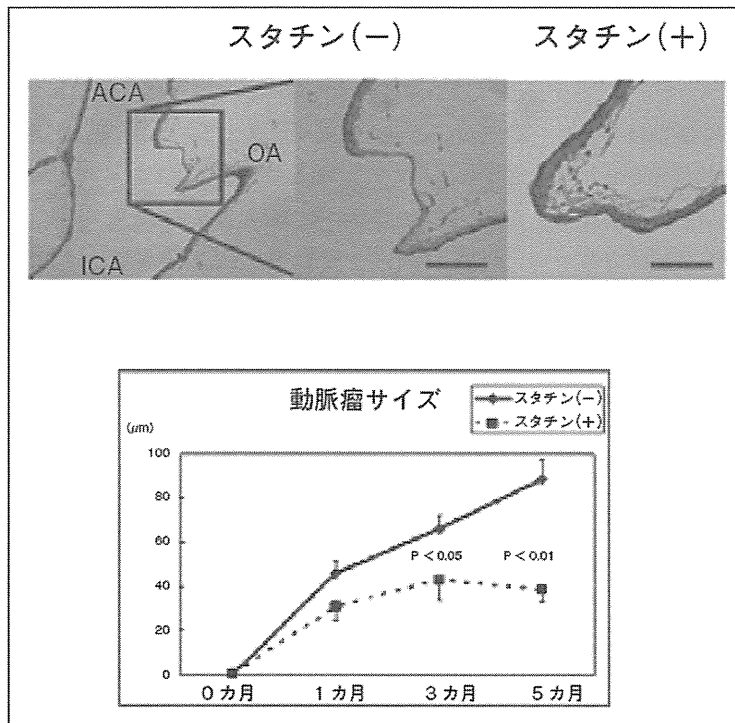 スタチン(−) スタチン(+)
ACA
OA
ICA
動脈瘤サイズ
スタチン(−)
スタチン(+)
(μm)
100
80
60
40
20
0
P < 0.05 P < 0.01
0 カ月 1 カ月 3 カ月 5 カ月